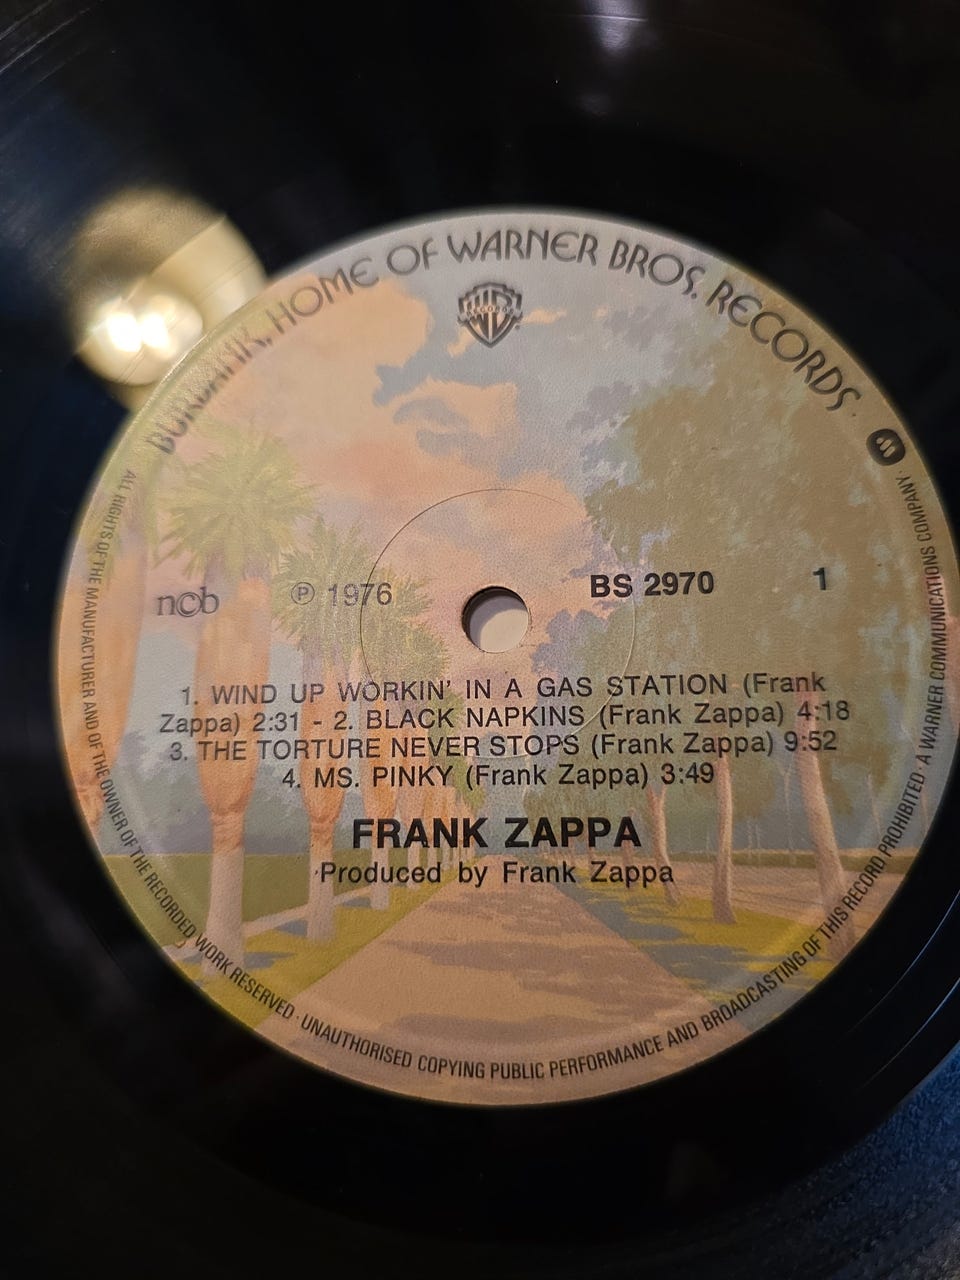 BURBANK, HOME OF WARNER BROS. RECORDS
WB
RECORDS
ncb
℗ 1976
BS 2970
1
1. WIND UP WORKIN' IN A GAS STATION (Frank
Zappa) 2:31 - 2. BLACK NAPKINS (Frank Zappa) 4:18
3. THE TORTURE NEVER STOPS (Frank Zappa) 9:52
4. MS. PINKY (Frank Zappa) 3:49
FRANK ZAPPA
Produced by Frank Zappa
ALL RIGHTS OF THE MANUFACTURER AND OF THE OWNER OF THE RECORDED WORK RESERVED · UNAUTHORISED COPYING PUBLIC PERFORMANCE AND BROADCASTING OF THIS RECORD PROHIBITED · A WARNER COMMUNICATIONS COMPANY ·